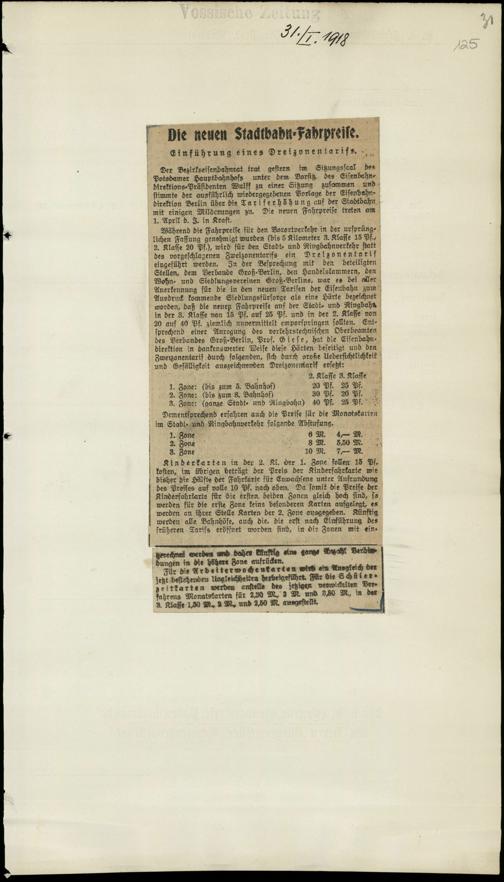 Vossische Zeitung
31./I. 1918
31
125
Die neuen Stadtbahn-Fahrpreise.
Einführung eines Dreizonentarifs.
Der Bezirkseisenbahnrat trat gestern im Sitzungssaal des
Potsdamer Hauptbahnhofs unter dem Vorsitz des Eisenbahn-
direktions-Präsidenten Wulff zu einer Sitzung zusammen und
stimmte der ausführlich wiedergegebenen Vorlage der Eisenbahn-
direktion Berlin über die Tariferhöhung auf der Stadtbahn
mit einigen Milderungen zu. Die neuen Fahrpreise treten am
1. April d. J. in Kraft.
Während die Fahrpreise für den Vorortverkehr in der ursprüng-
lichen Fassung genehmigt wurden (bis 5 Kilometer 3. Klasse 15 Pf.,
2. Klasse 20 Pf.), wird für den Stadt- und Ringbahnverkehr statt
des vorgeschlagenen Zweizonentarifs ein Dreizonentarif
eingeführt werden. In der Besprechung mit den beteiligten
Stellen, dem Verbande Groß-Berlin, den Handelskammern, den
Wohn- und Siedlungsvereinen Groß-Berlins, war es bei aller
Anerkennung für die in den neuen Tarifen der Eisenbahn zum
Ausdruck kommende Siedlungsfürsorge als eine Härte bezeichnet
worden, daß die neuen Fahrpreise auf der Stadt- und Ringbahn
in der 3. Klasse von 15 Pf. auf 25 Pf. und in der 2. Klasse von
20 auf 40 Pf. ziemlich unvermittelt emporspringen sollten. Ent-
sprechend einer Anregung des verkehrstechnischen Oberbeamten
des Verbandes Groß-Berlin, Prof. Giese, hat die Eisenbahn-
direktion in dankenswerter Weise diese Härten beseitigt und den
Zweizonentarif durch folgenden, sich durch große Uebersichtlichkeit
und Gefälligkeit auszeichnenden Dreizonentarif ersetzt:
2. Klasse 3. Klasse
1. Zone: (bis zum 5. Bahnhof) 20 Pf. 25 Pf.
2. Zone: (bis zum 8. Bahnhof) 30 Pf. 20 Pf.
3. Zone: (ganze Stadt- und Ringbahn) 40 Pf. 25 Pf.
Dementsprechend erfahren auch die Preise für die Monatskarten
im Stadt- und Ringbahnverkehr folgende Abstufung.
1. Zone 6 M. 4,— M.
2. Zone 8 M. 5,50 M.
3. Zone 10 M. 7,— M.
Kinderkarten in der 2. Kl. der 1. Zone sollen 15 Pf.
kosten, im übrigen beträgt der Preis der Kinderfahrkarte wie
bisher die Hälfte der Fahrkarte für Erwachsene unter Aufrundung
des Preises auf volle 10 Pf. nach oben. Da somit die Preise der
Kinderfahrkarte für die ersten beiden Zonen gleich hoch sind, so
werden für die erste Zone keine besonderen Karten aufgelegt, es
werden an ihrer Stelle Karten der 2. Zone ausgegeben. Künftig
werden alle Bahnhöfe, auch die, die erst nach Einführung des
früheren Tarifs eröffnet worden sind, in die Zonen mit ein-
gerechnet werden und daher künftig eine ganze Anzahl Verbin-
dungen in die höhere Zone aufrücken.
Für die Arbeiterwochenkarten wird ein Ausgleich der
jetzt bestehenden Ungleichheiten herbeigeführt. Für die Schüler-
zeitkarten werden anstelle des jetzigen verwickelten Ver-
fahrens Monatskarten für 2,30 M., 3 M. und 3,50 M., in der
3. Klasse 1,50 M., 2 M., und 2,50 M. ausgestellt.